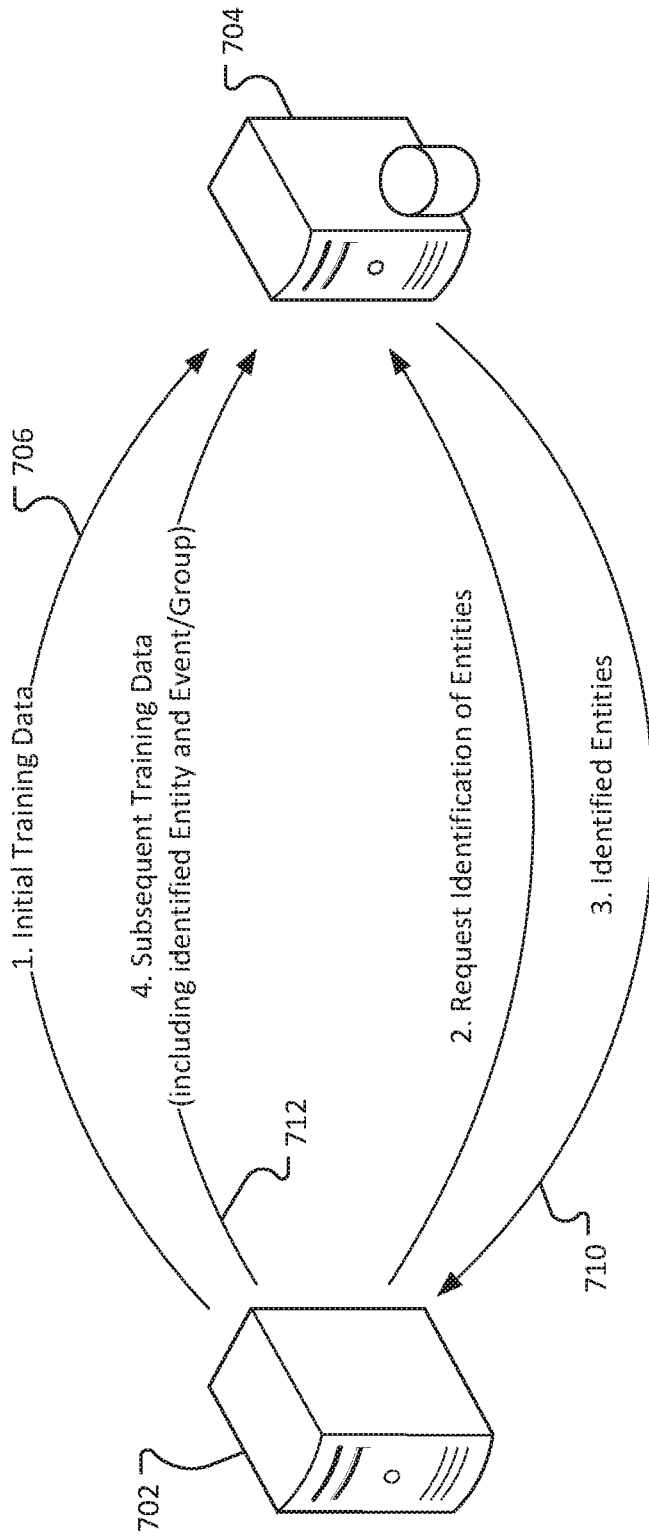 1. Initial Training Data
706
704
4. Subsequent Training Data
(including identified Entity and Event/Group)
712
702
2. Request Identification of Entities
3. Identified Entities
710